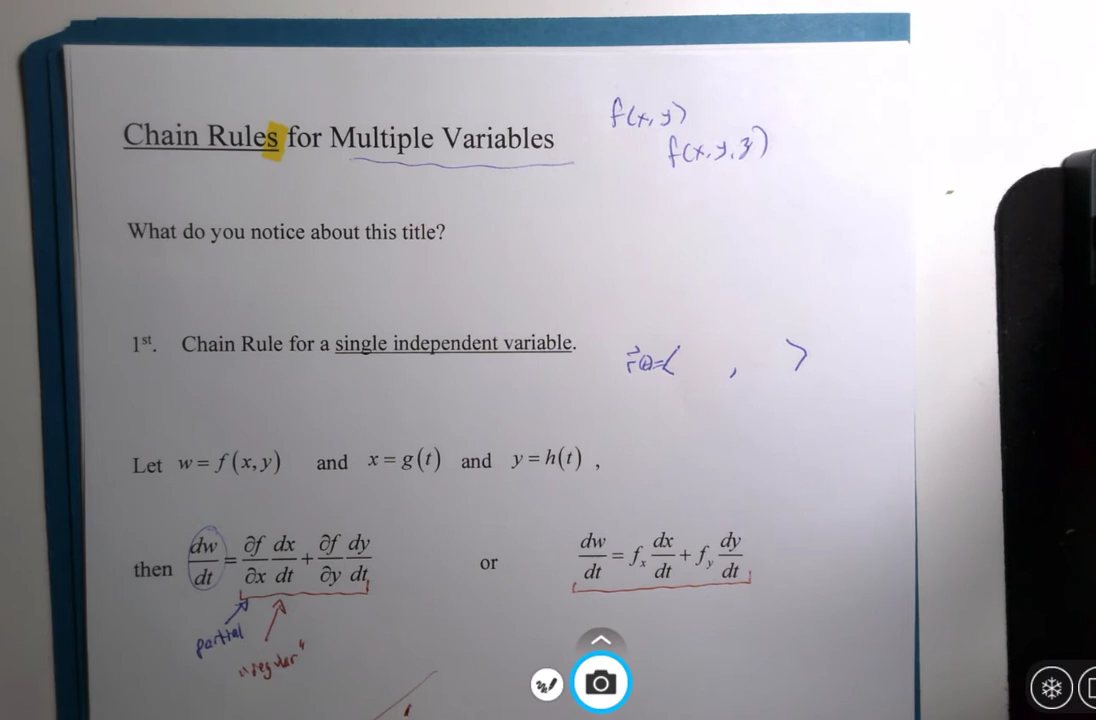 Chain Rules for Multiple Variables
f(x,y)
f(x,y,z)
What do you notice about this title?
1st. Chain Rule for a single independent variable.
r⃗(t)=⟨ , ⟩
Let w = f(x,y) and x = g(t) and y = h(t) ,
then dw/dt = ∂f/∂x dx/dt + ∂f/∂y dy/dt or dw/dt = f_x dx/dt + f_y dy/dt
partial
"regular"